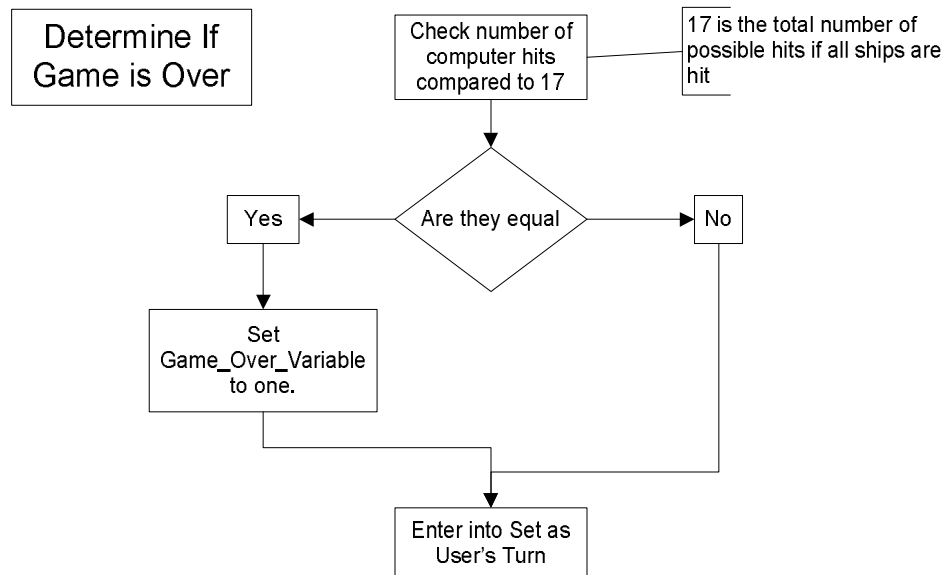 Determine If
Game is Over
Check number of
computer hits
compared to 17
17 is the total number of
possible hits if all ships are
hit
Are they equal
Yes
No
Set
Game_Over_Variable
to one.
Enter into Set as
User's Turn